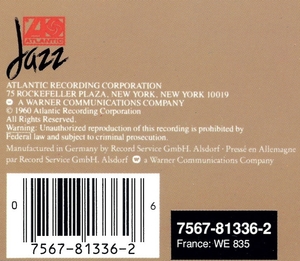 ATLANTIC
Jazz
ATLANTIC RECORDING CORPORATION
75 ROCKEFELLER PLAZA, NEW YORK, NEW YORK 10019
A WARNER COMMUNICATIONS COMPANY
© 1960 Atlantic Recording Corporation
All Rights Reserved.
Warning: Unauthorized reproduction of this recording is prohibited by
Federal law and subject to criminal prosecution.
Manufactured in Germany by Record Service GmbH. Alsdorf · Pressé en Allemagne
par Record Service GmbH. Alsdorf a Warner Communications Company
0 6
7567-81336-2
7567-81336-2
France: WE 835